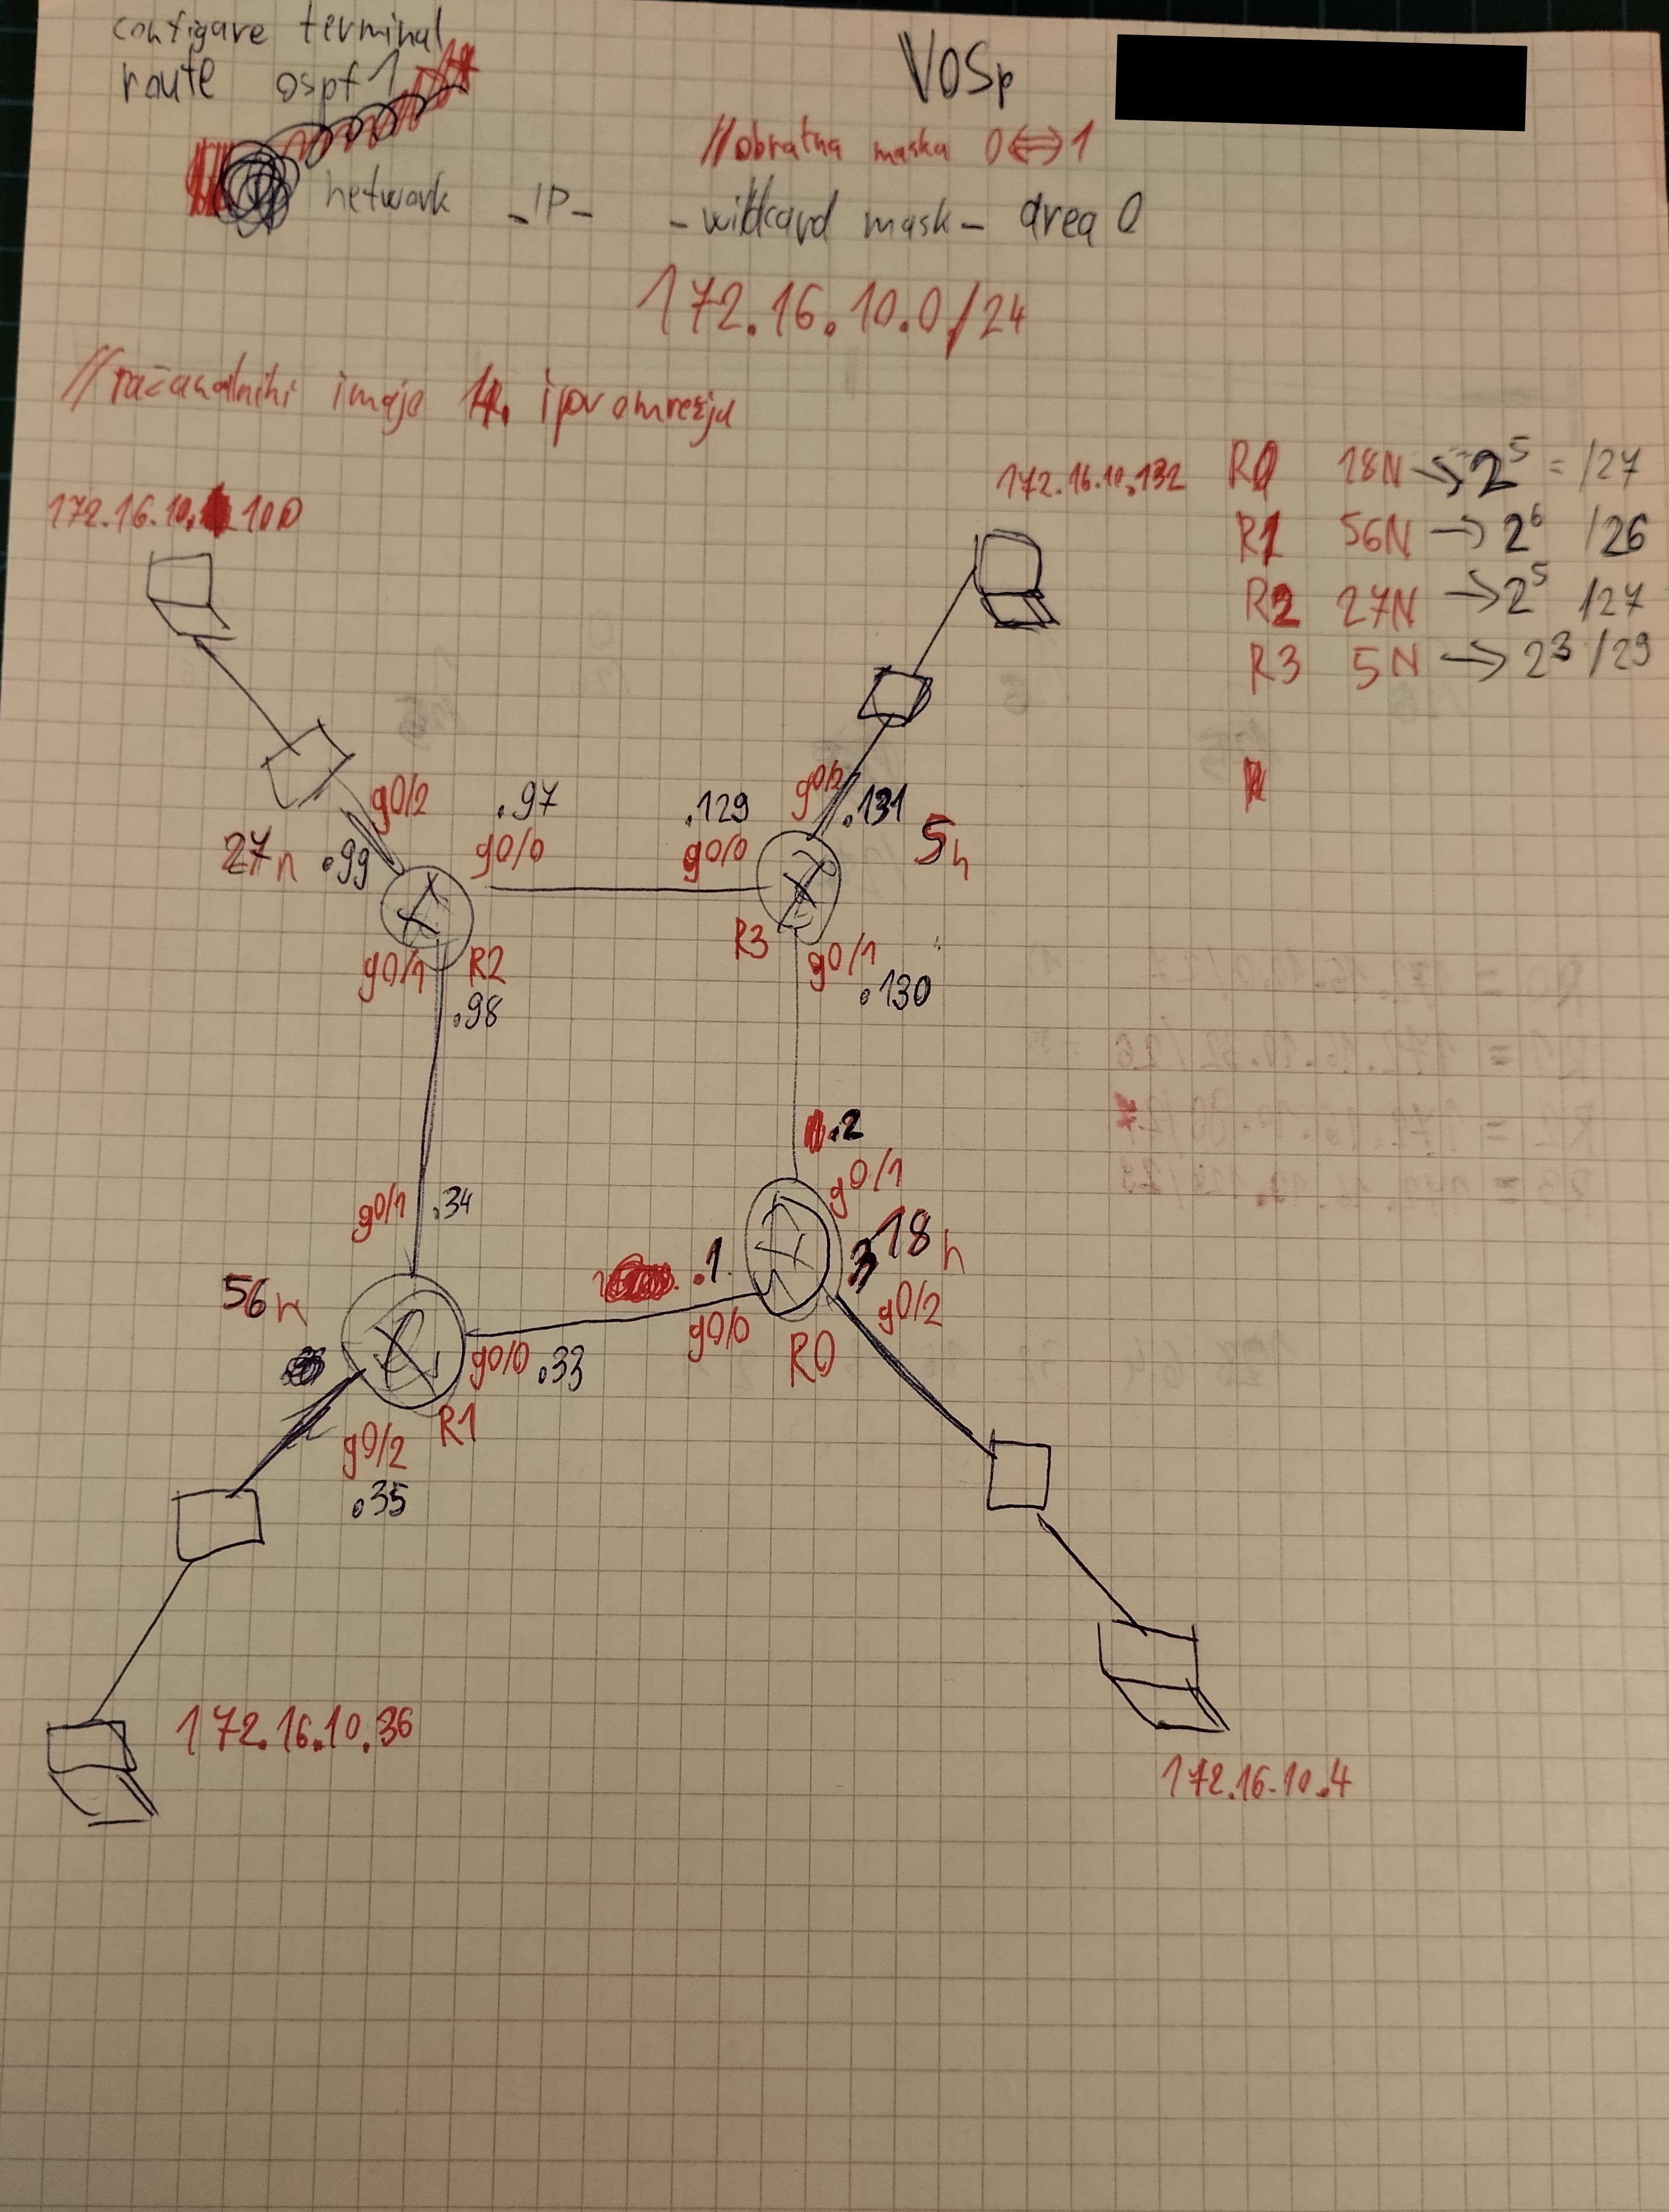 configure terminal
route ospf 1
VOSp
//obratna maska 0⇔1
network -IP- -wildcard mask- area 0
172.16.10.0/24
//računalniki imajo 1. ip v omrežju
172.16.10.132
R0 18N → 2^5 = /27
R1 56N → 2^6 /26
R2 27N → 2^5 /27
R3 5N → 2^3 /29
172.16.10.100
g0/2
.97
.129
g0/2
.131
27n
.99
g0/0
g0/0
5n
g0/1
R2
R3
g0/1
.98
.130
.2
g0/1
g0/1
.34
.1
3
18n
56n
g0/0
.33
g0/0
R0
g0/2
g0/2
R1
.35
172.16.10.36
172.16.10.4